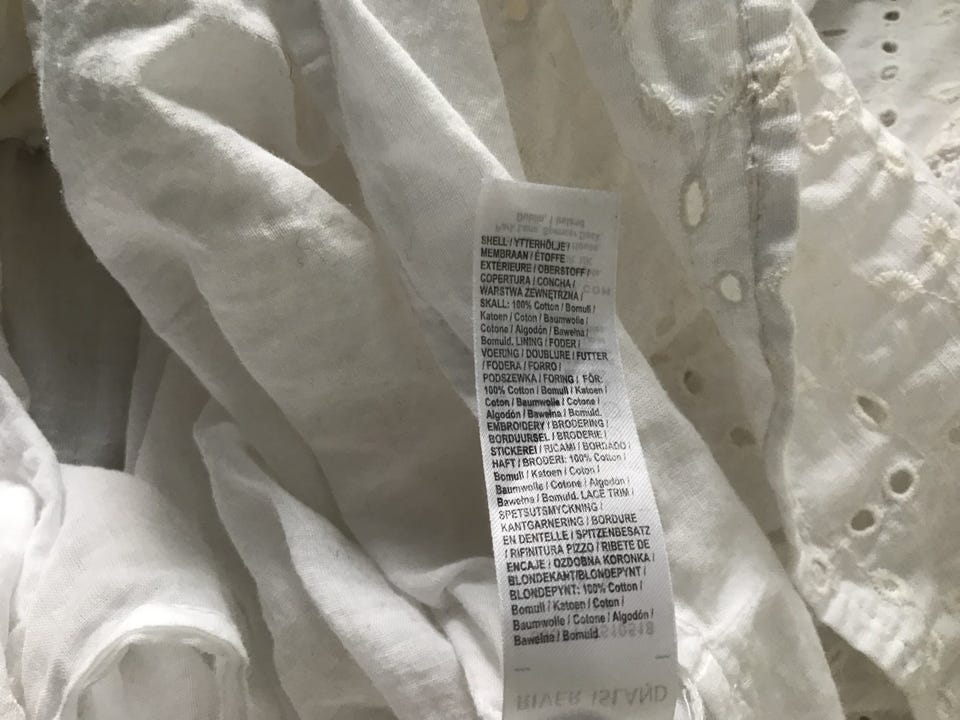 SHELL / YTTERHÖLJE /
MEMBRAAN / ÉTOFFE
EXTÉRIEURE / OBERSTOFF /
COPERTURA / CONCHA /
WARSTWA ZEWNĘTRZNA /
SKALL: 100% Cotton / Bomull /
Katoen / Coton / Baumwolle /
Cotone / Algodón / Bawełna /
Bomuld. LINING / FODER /
VOERING / DOUBLURE / FUTTER
/ FODERA / FORRO /
PODSZEWKA / FORING / FÔR:
100% Cotton / Bomull / Katoen /
Coton / Baumwolle / Cotone /
Algodón / Bawełna / Bomuld.
EMBROIDERY / BRODERING /
BORDUURSEL / BRODERIE /
STICKEREI / RICAMI / BORDADO /
HAFT / BRODERI: 100% Cotton /
Bomull / Katoen / Coton /
Baumwolle / Cotone / Algodón /
Bawełna / Bomuld. LACE TRIM /
SPETSUTSMYCKNING /
KANTGARNERING / BORDURE
EN DENTELLE / SPITZENBESATZ
/ RIFINITURA PIZZO / RIBETE DE
ENCAJE / OZDOBNA KORONKA /
BLONDEKANT/BLONDEPYNT /
BLONDEPYNT: 100% Cotton /
Bomull / Katoen / Coton /
Baumwolle / Cotone / Algodón /
Bawełna / Bomuld.
RIVER ISLAND